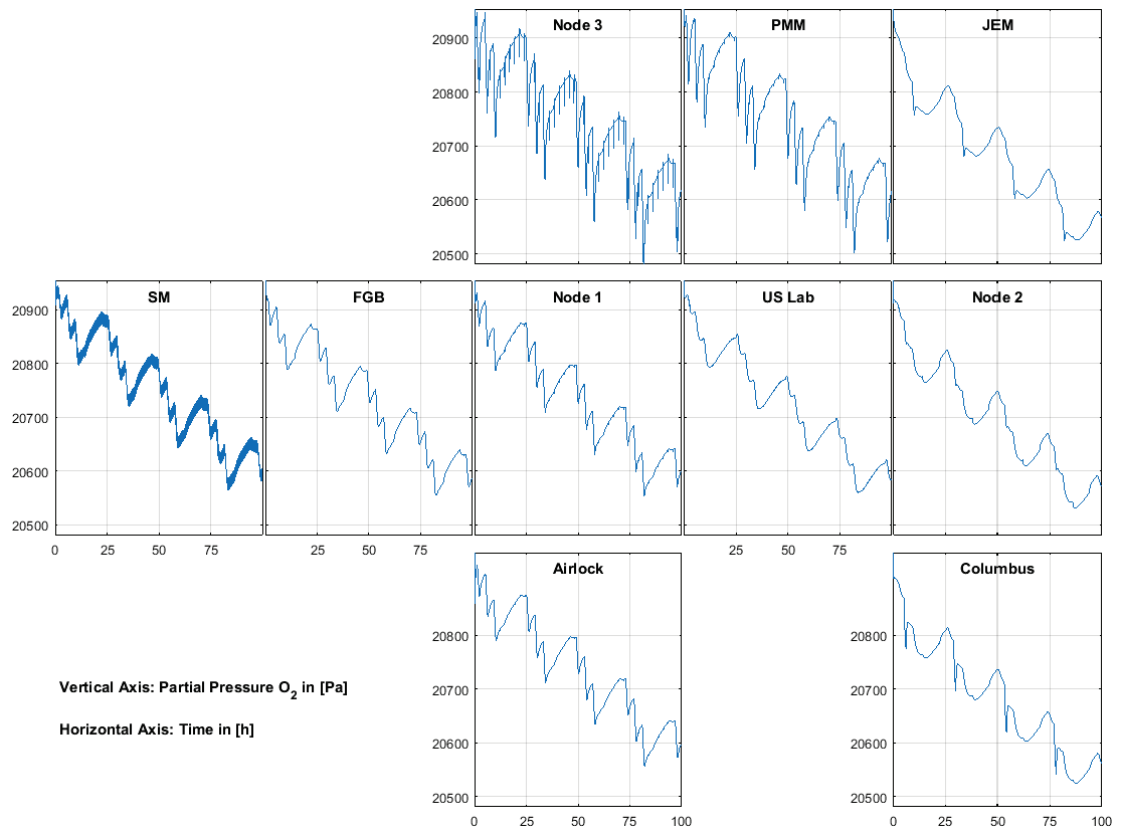 Node 3 PMM JEM
20900
20800
20700
20600
20500
SM FGB Node 1 US Lab Node 2
20900
20800
20700
20600
20500
0 25 50 75 25 50 75 25 50 75
Airlock Columbus
20800 20800
20700 20700
20600 20600
20500 20500
0 25 50 75 0 25 50 75 100
Vertical Axis: Partial Pressure O2 in [Pa]
Horizontal Axis: Time in [h]